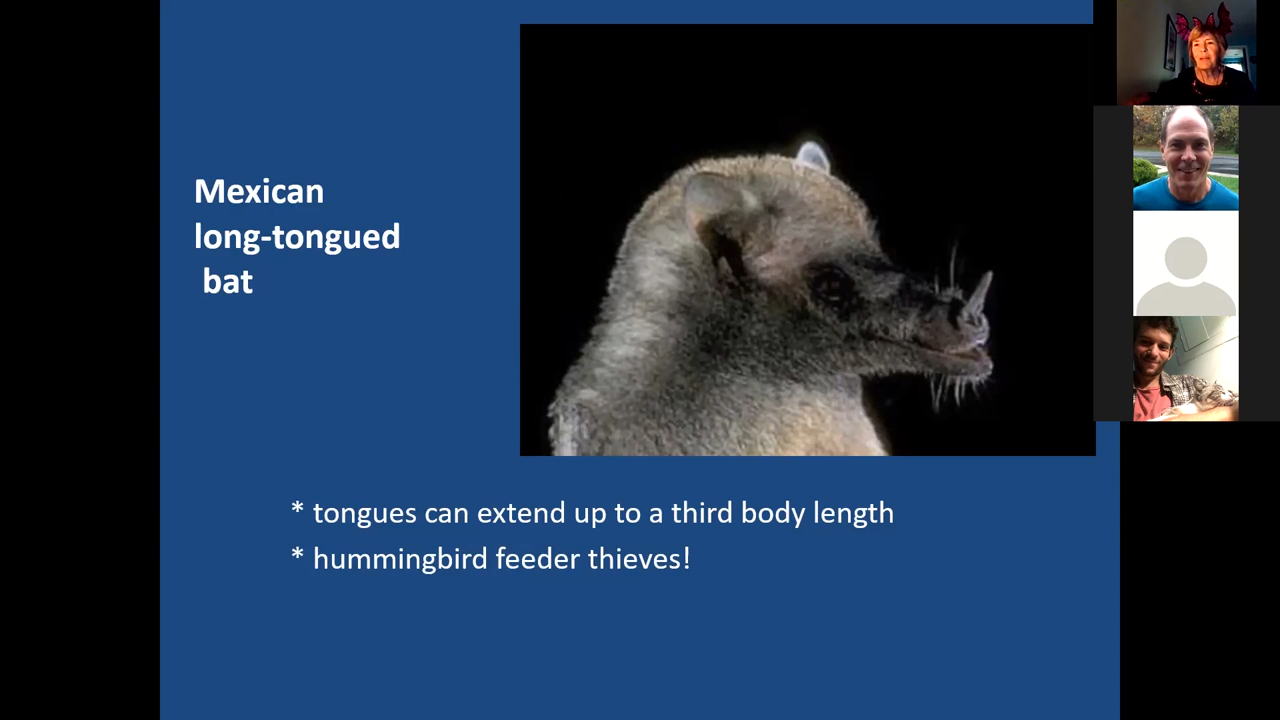 Mexican
long-tongued
bat
* tongues can extend up to a third body length
* hummingbird feeder thieves!